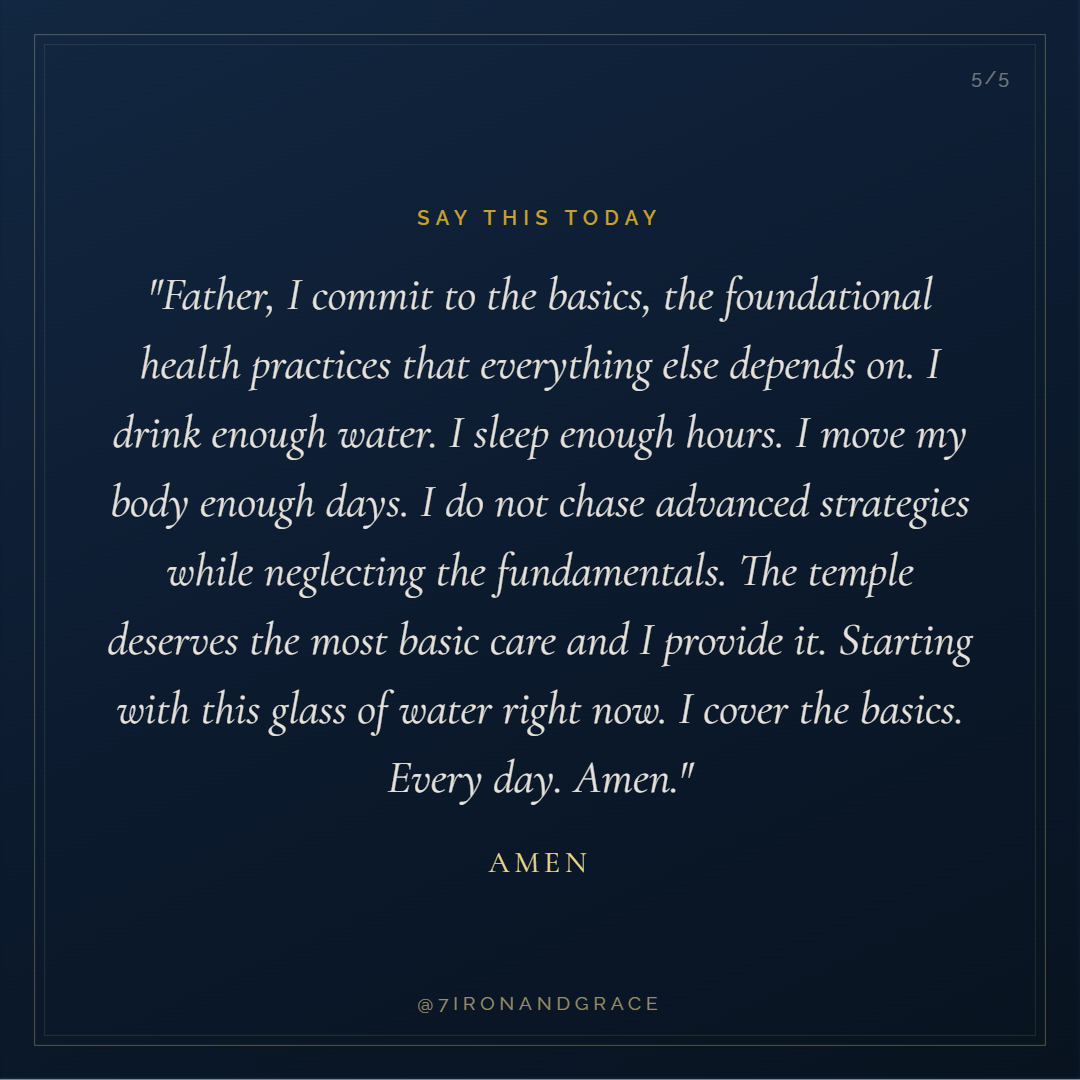 5/5
SAY THIS TODAY
"Father, I commit to the basics, the foundational
health practices that everything else depends on. I
drink enough water. I sleep enough hours. I move my
body enough days. I do not chase advanced strategies
while neglecting the fundamentals. The temple
deserves the most basic care and I provide it. Starting
with this glass of water right now. I cover the basics.
Every day. Amen."
AMEN
@7IRONANDGRACE